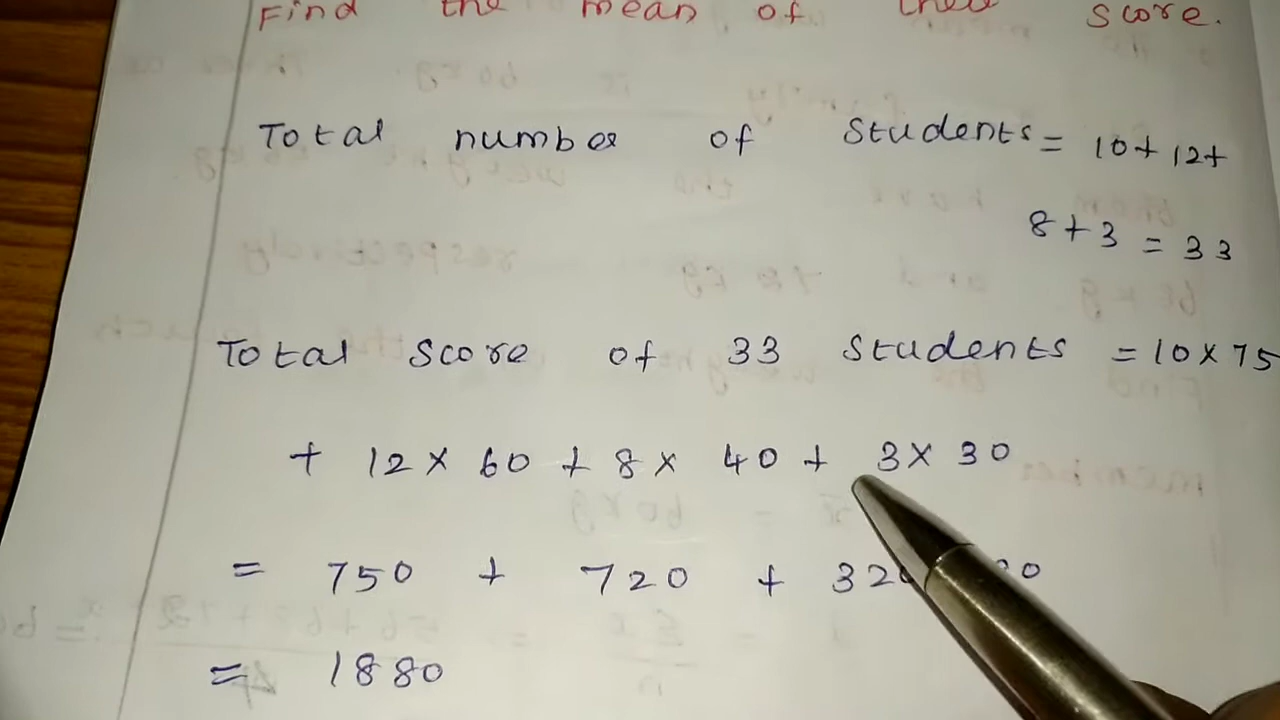 Find the mean of their score.
Total number of Students = 10 + 12 +
8 + 3 = 33
Total Score of 33 Students = 10 × 75
+ 12 × 60 + 8 × 40 + 3 × 30
= 750 + 720 + 320
= 1880